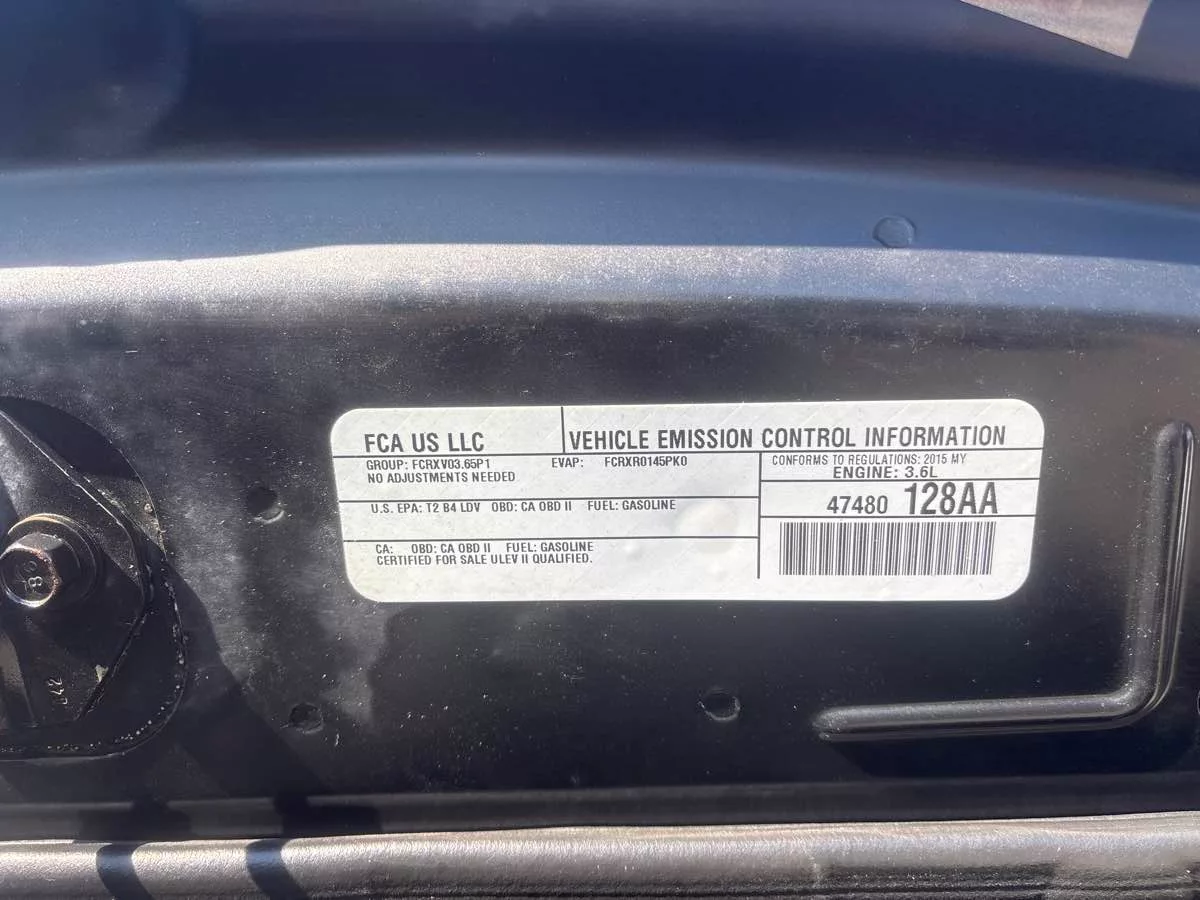 FCA US LLC
VEHICLE EMISSION CONTROL INFORMATION
GROUP: FCRXV03.65P1 EVAP: FCRXR0145PK0
NO ADJUSTMENTS NEEDED
CONFORMS TO REGULATIONS: 2015 MY
ENGINE: 3.6L
U.S. EPA: T2 B4 LDV OBD: CA OBD II FUEL: GASOLINE
47480 128AA
CA: OBD: CA OBD II FUEL: GASOLINE
CERTIFIED FOR SALE ULEV II QUALIFIED.
8